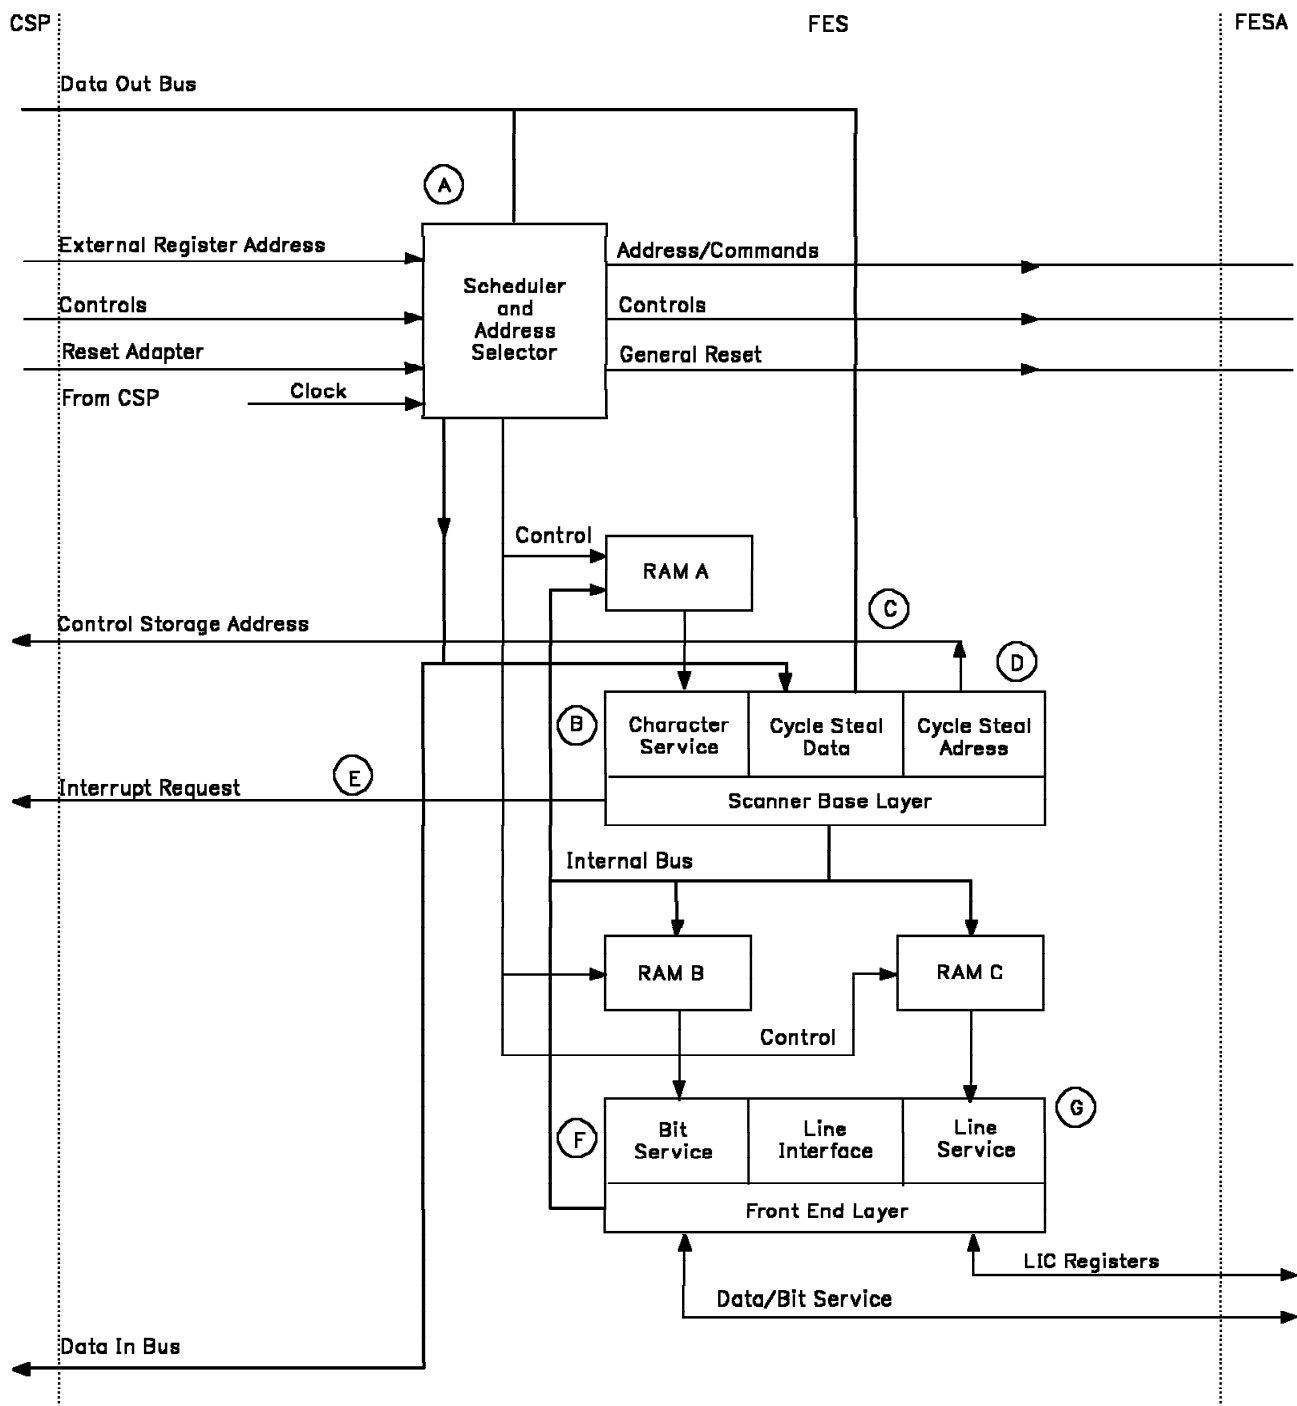 CSP
FES
FESA
Data Out Bus
A
External Register Address
Address/Commands
Scheduler
and
Address
Selector
Controls
Controls
Reset Adapter
General Reset
From CSP
Clock
Control
RAM A
C
Control Storage Address
D
B
Character
Service
Cycle Steal
Data
Cycle Steal
Adress
E
Interrupt Request
Scanner Base Layer
Internal Bus
RAM B
RAM C
Control
G
F
Bit
Service
Line
Interface
Line
Service
Front End Layer
LIC Registers
Data/Bit Service
Data In Bus